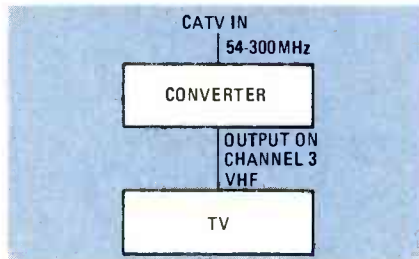 CATV IN
54-300MHz
CONVERTER
OUTPUT ON
CHANNEL 3
VHF
TV